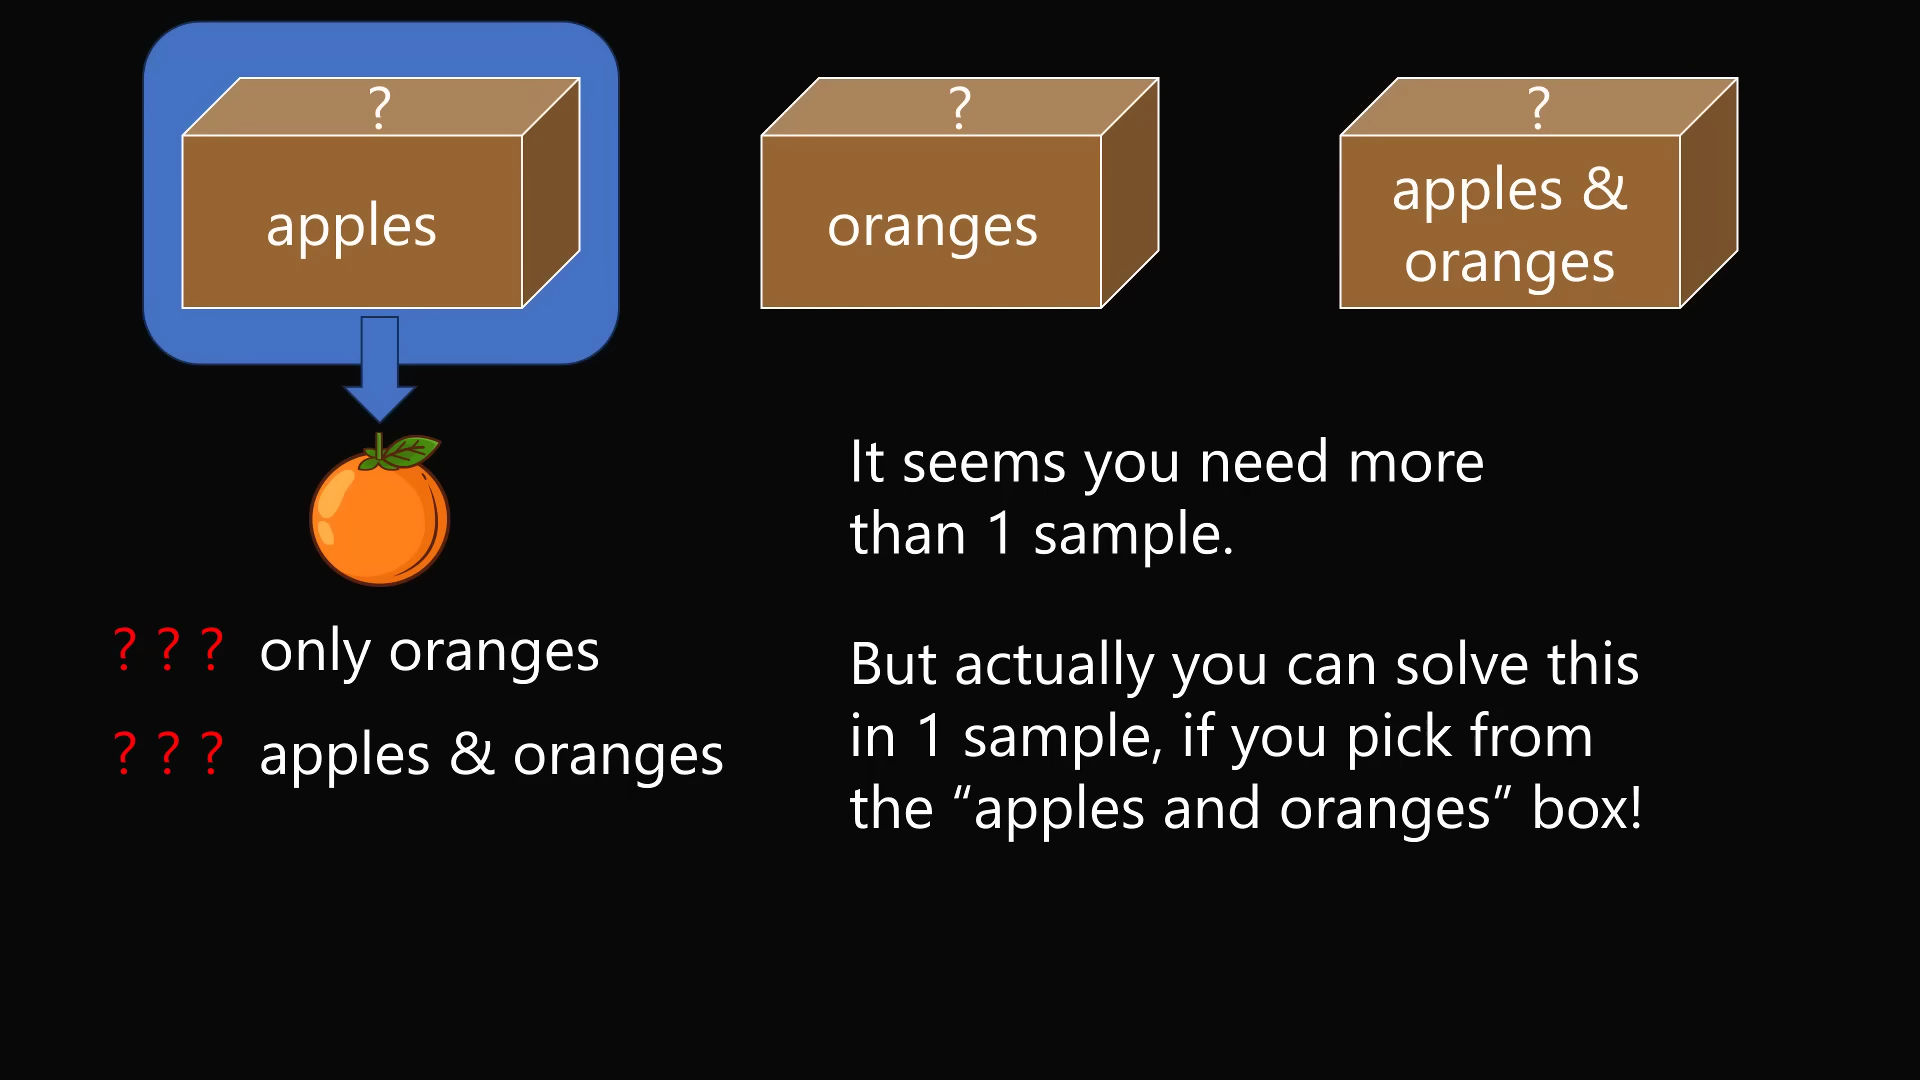 ?
?
?
apples
oranges
apples &
oranges
It seems you need more
than 1 sample.
? ? ? only oranges
? ? ? apples & oranges
But actually you can solve this
in 1 sample, if you pick from
the “apples and oranges” box!